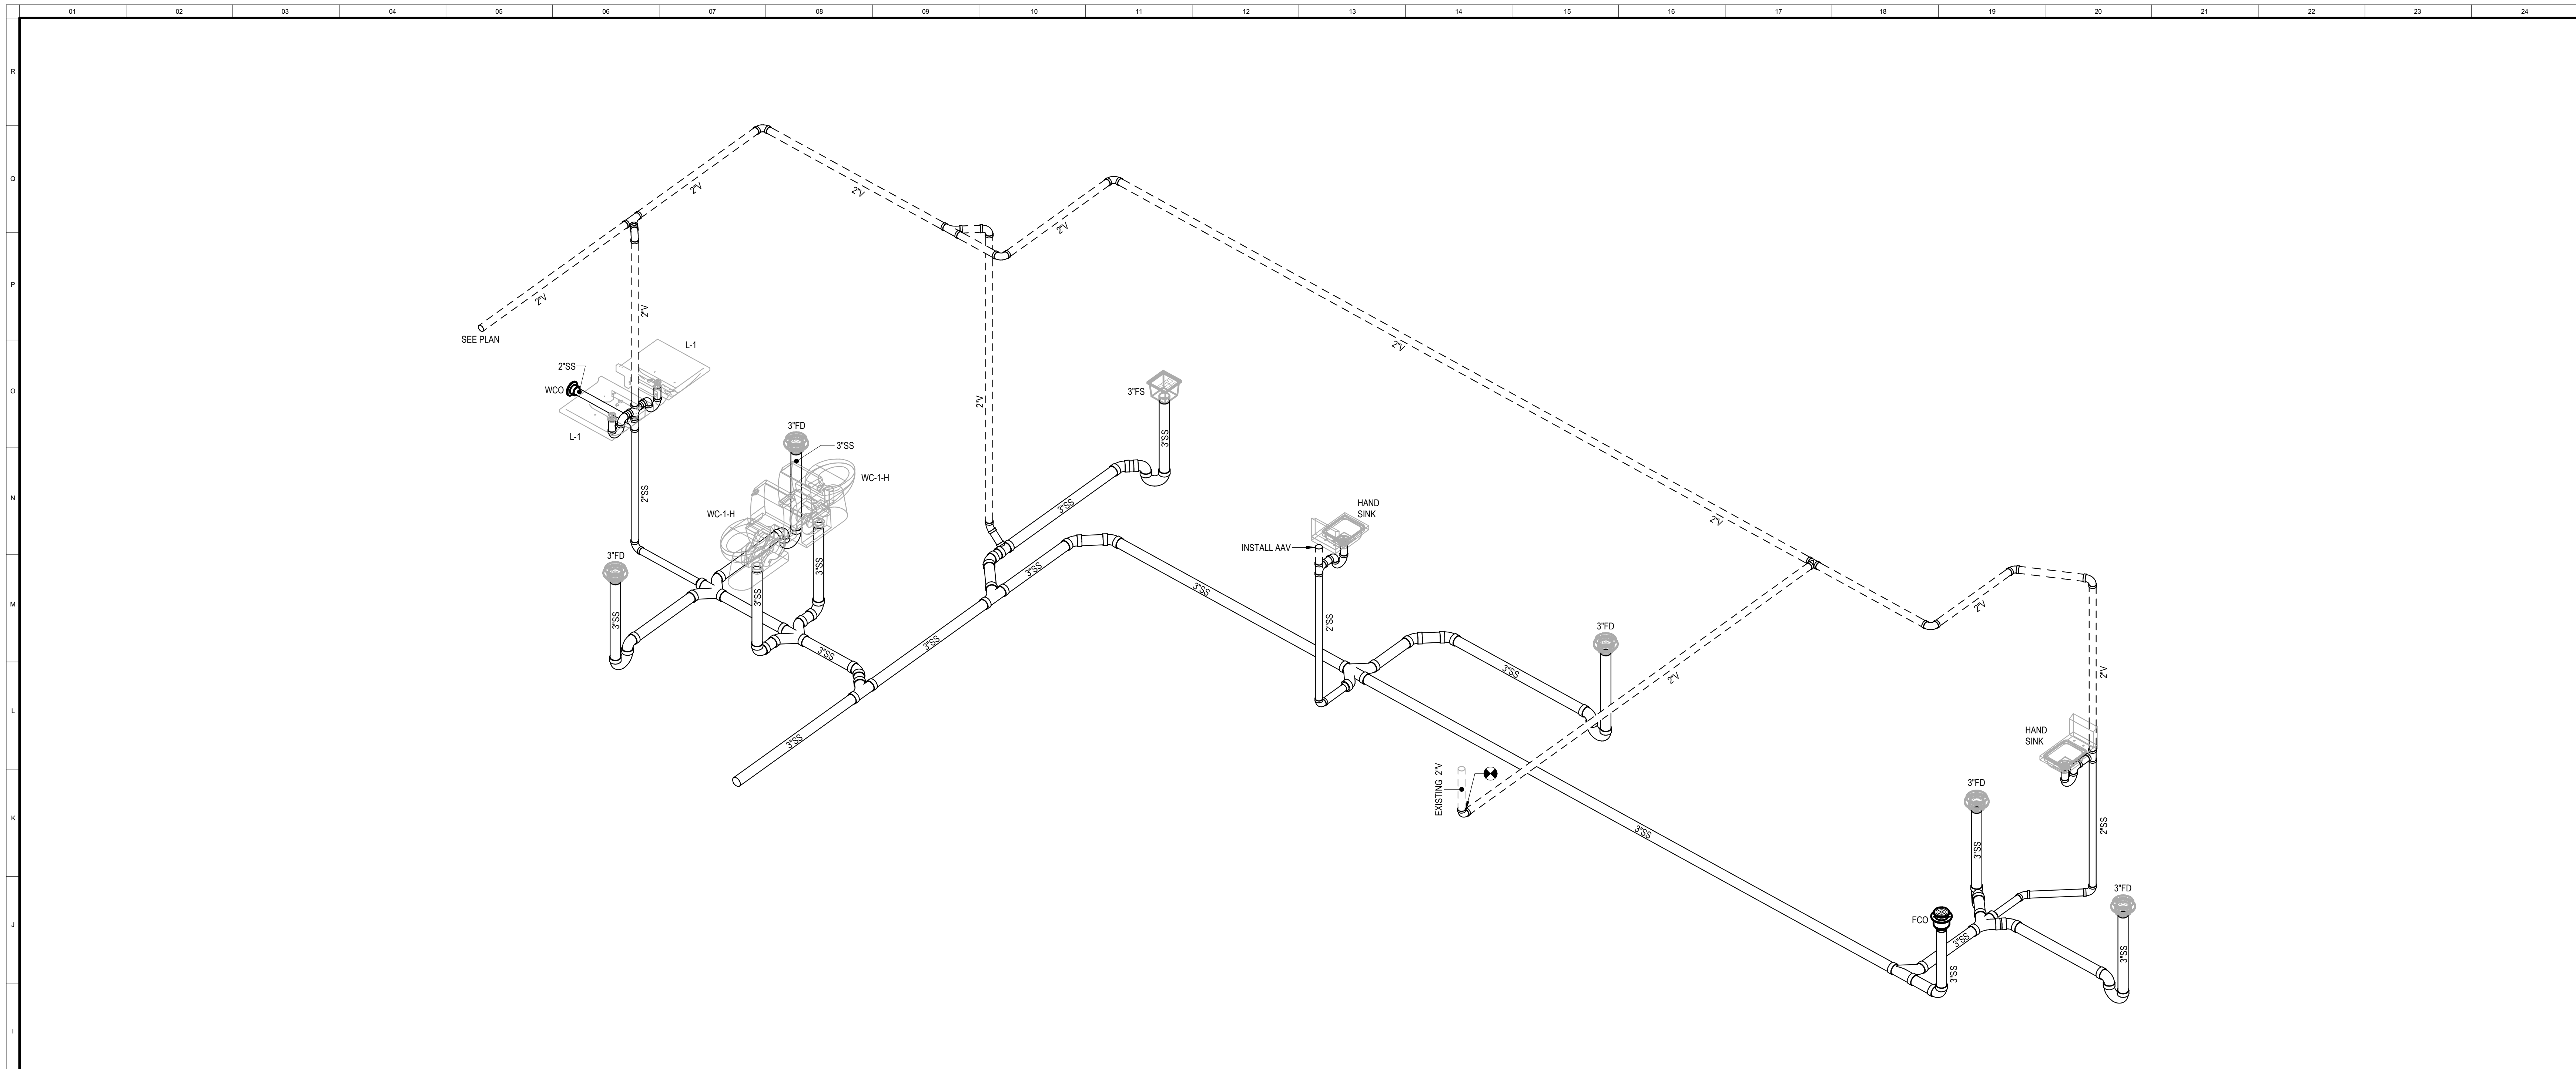 01 02 03 04 05 06 07 08 09 10 11 12 13 14 15 16 17 18 19 20 21 22 23 24
R
Q
P
O
N
M
L
K
J
I
2"V
2"V
2"V
2"V
2"V
SEE PLAN
2"V
2"V
L-1
2"SS
WCO
L-1
2"V
3"FS
3"SS
3"FD
3"SS
WC-1-H
2"SS
WC-1-H
3"SS
3"FD
3"SS
3"SS
3"SS
3"SS
3"SS
3"SS
3"SS
3"SS
HAND
SINK
INSTALL AAV
2"SS
3"SS
3"FD
2"V
2"V
2"V
2"V
EXISTING 2"V
3"SS
HAND
SINK
2"SS
3"FD
3"SS
FCO
3"SS
3"SS
3"FD
3"SS